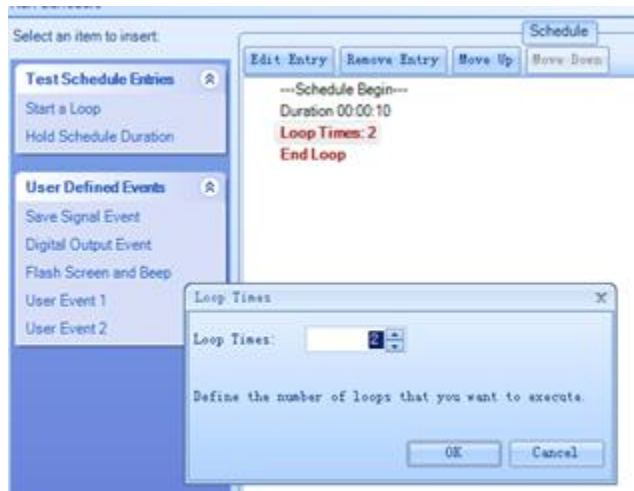 Select an item to insert:
Schedule
Edit Entry
Remove Entry
Move Up
Move Down
Test Schedule Entries
Start a Loop
Hold Schedule Duration
User Defined Events
Save Signal Event
Digital Output Event
Flash Screen and Beep
User Event 1
User Event 2
---Schedule Begin---
Duration 00:00:10
Loop Times: 2
End Loop
Loop Times
X
Loop Times:
2
Define the number of loops that you want to execute.
OK
Cancel